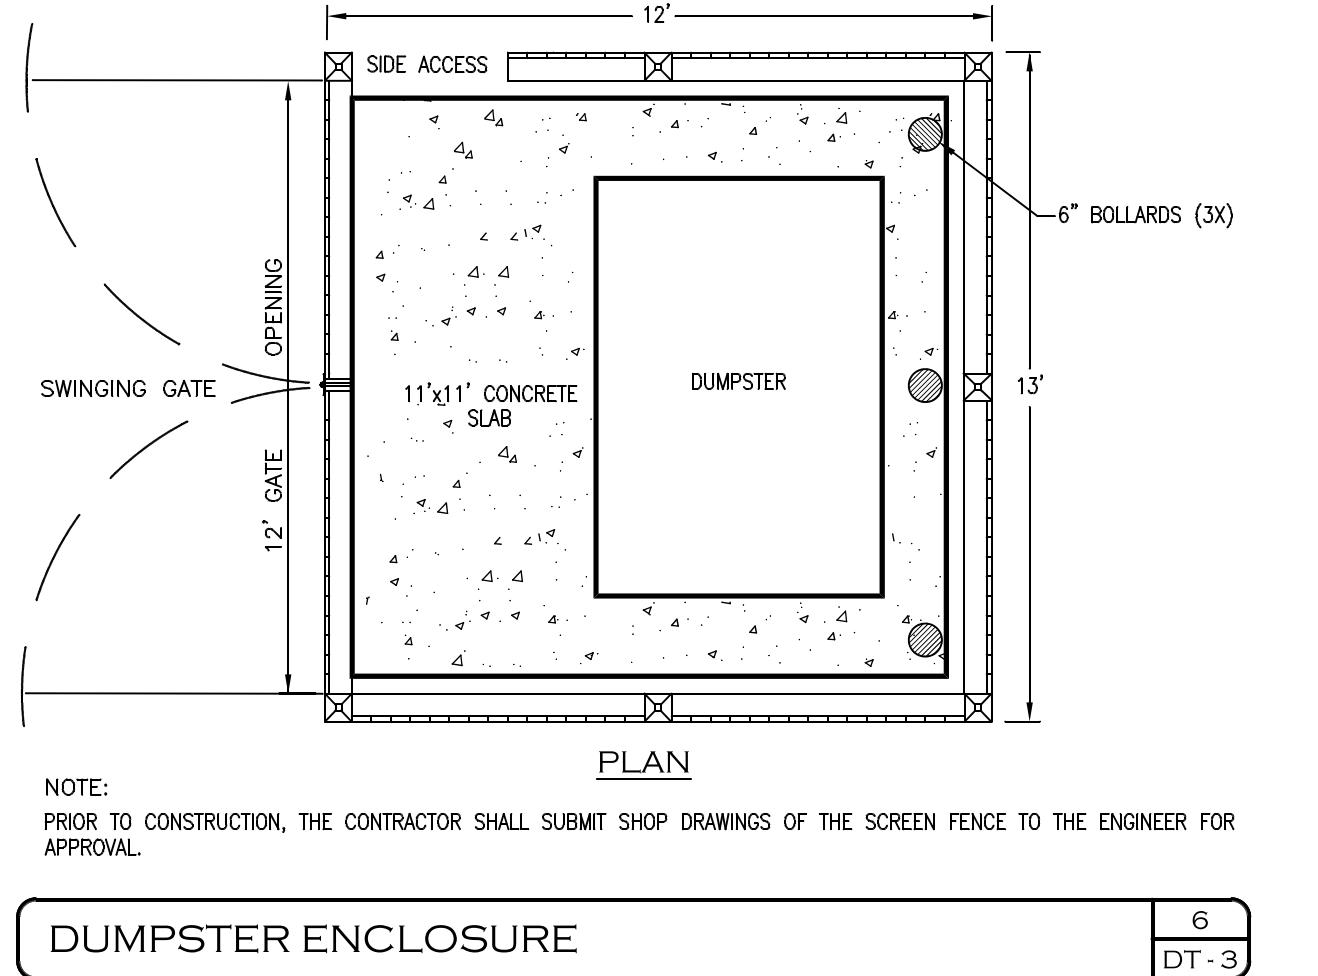 12'
SIDE ACCESS
6" BOLLARDS (3X)
12' GATE OPENING
SWINGING GATE
11'x11' CONCRETE
SLAB
DUMPSTER
13'
PLAN
NOTE:
PRIOR TO CONSTRUCTION, THE CONTRACTOR SHALL SUBMIT SHOP DRAWINGS OF THE SCREEN FENCE TO THE ENGINEER FOR
APPROVAL.
DUMPSTER ENCLOSURE
6
DT - 3